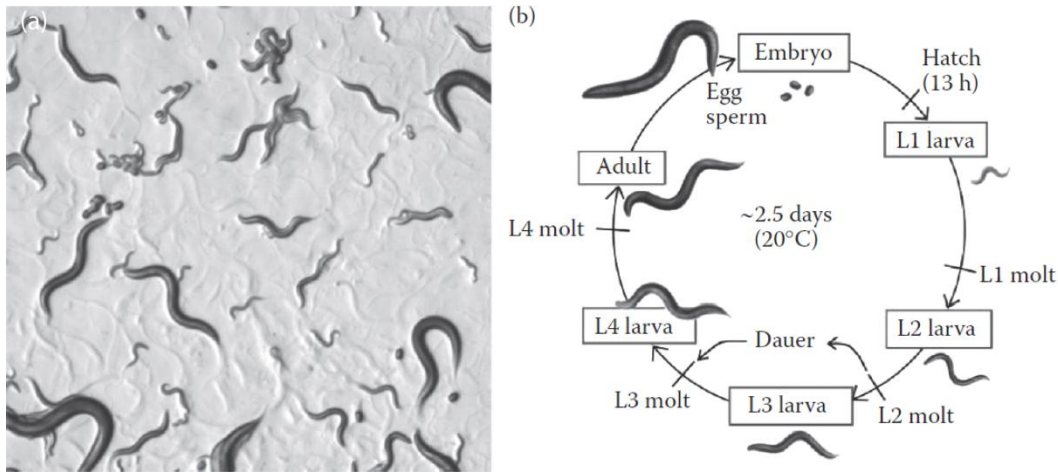 (a)
(b)
Embryo
Hatch
(13 h)
Egg
sperm
L1 larva
Adult
~2.5 days
(20°C)
L4 molt
L1 molt
L4 larva
L2 larva
Dauer
L3 molt
L3 larva
L2 molt